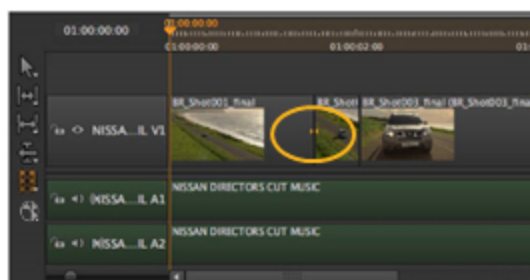 01:00:00:00
01:00:00:00
01:00:00:00 01:00:02:00
BR_Shot001_final BR_Shot BR_Shot003_final (BR_Shot003_fina
NISSA...IL V1
NISSAN DIRECTORS CUT MUSIC
(NISSA...IL A1
NISSAN DIRECTORS CUT MUSIC
NISSA...IL A2